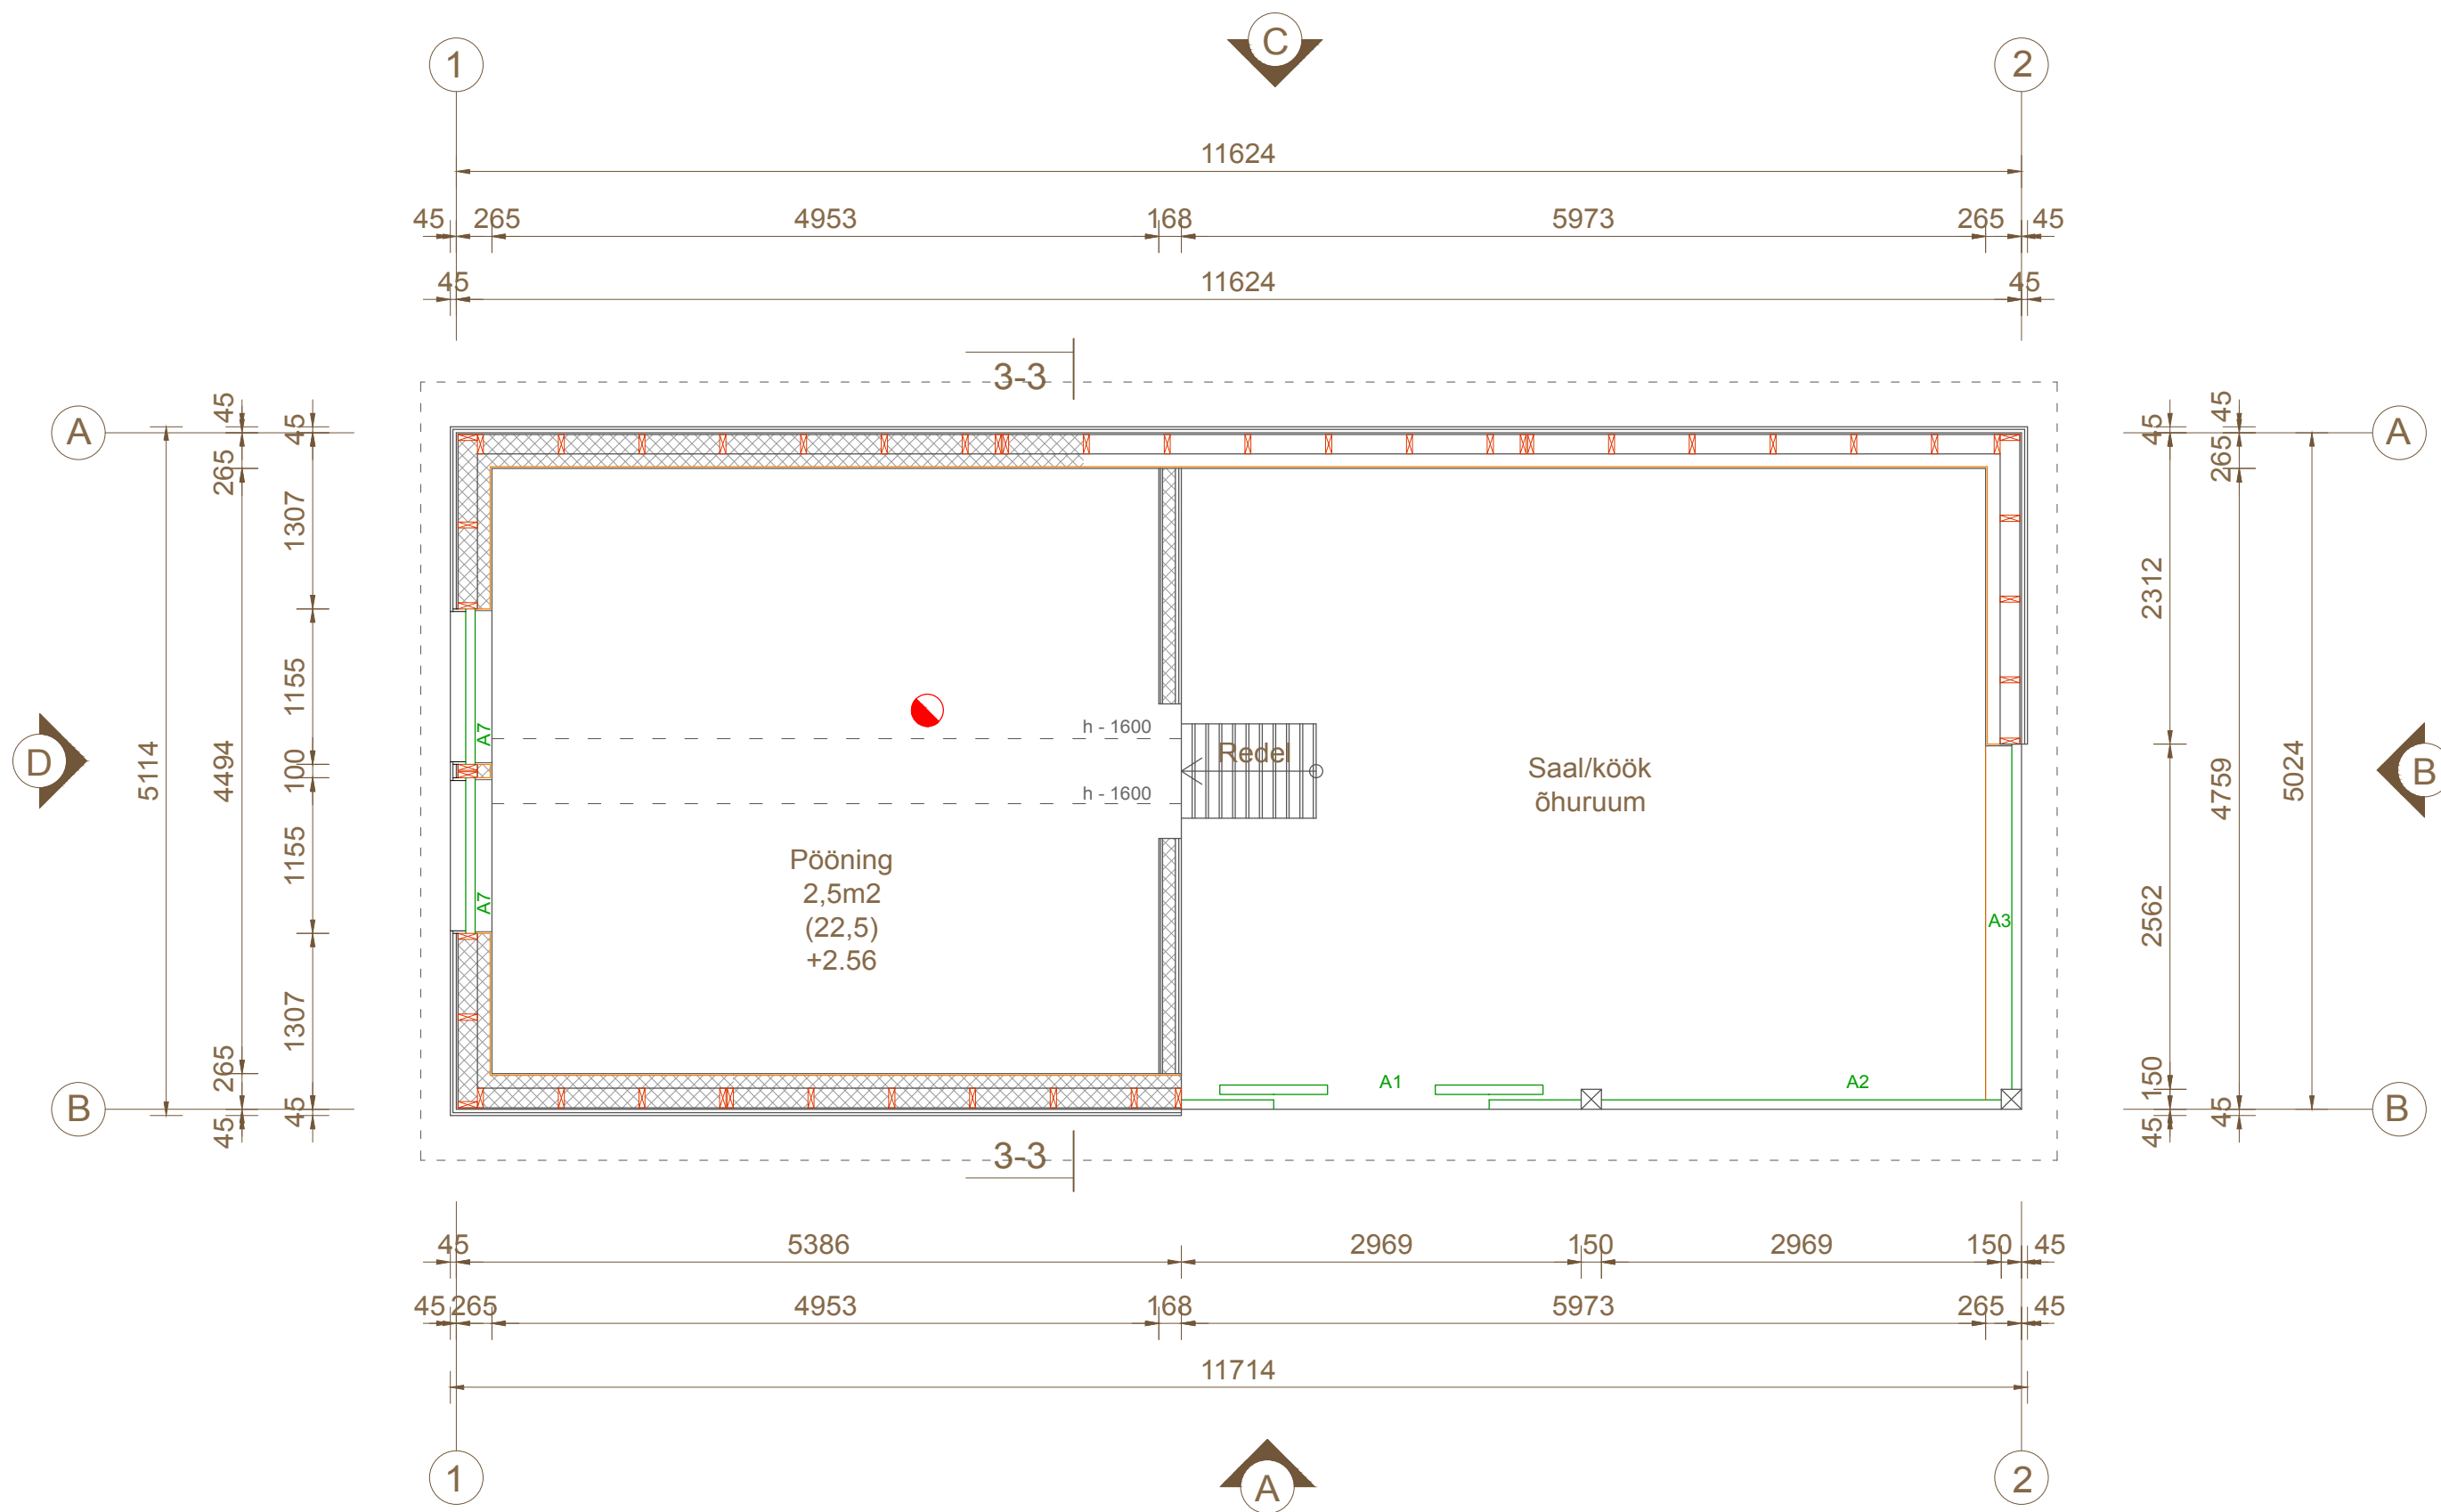 C
1
2
11624
45 265 4953 168 5973 265 45
45 11624 45
3-3
A
A
45
265
4494
265
45
45
1307
1155
100
1155
1307
45
5114
45
2312
2562
150
45
45
265
4759
45
5024
D
B
A7
A7
h - 1600
h - 1600
Redel
Saal/köök
õhuruum
Pööning
2,5m2
(22,5)
+2.56
A3
A1
A2
B
B
3-3
45 5386 2969 150 2969 150 45
45 265 4953 168 5973 265 45
11714
1
A
2